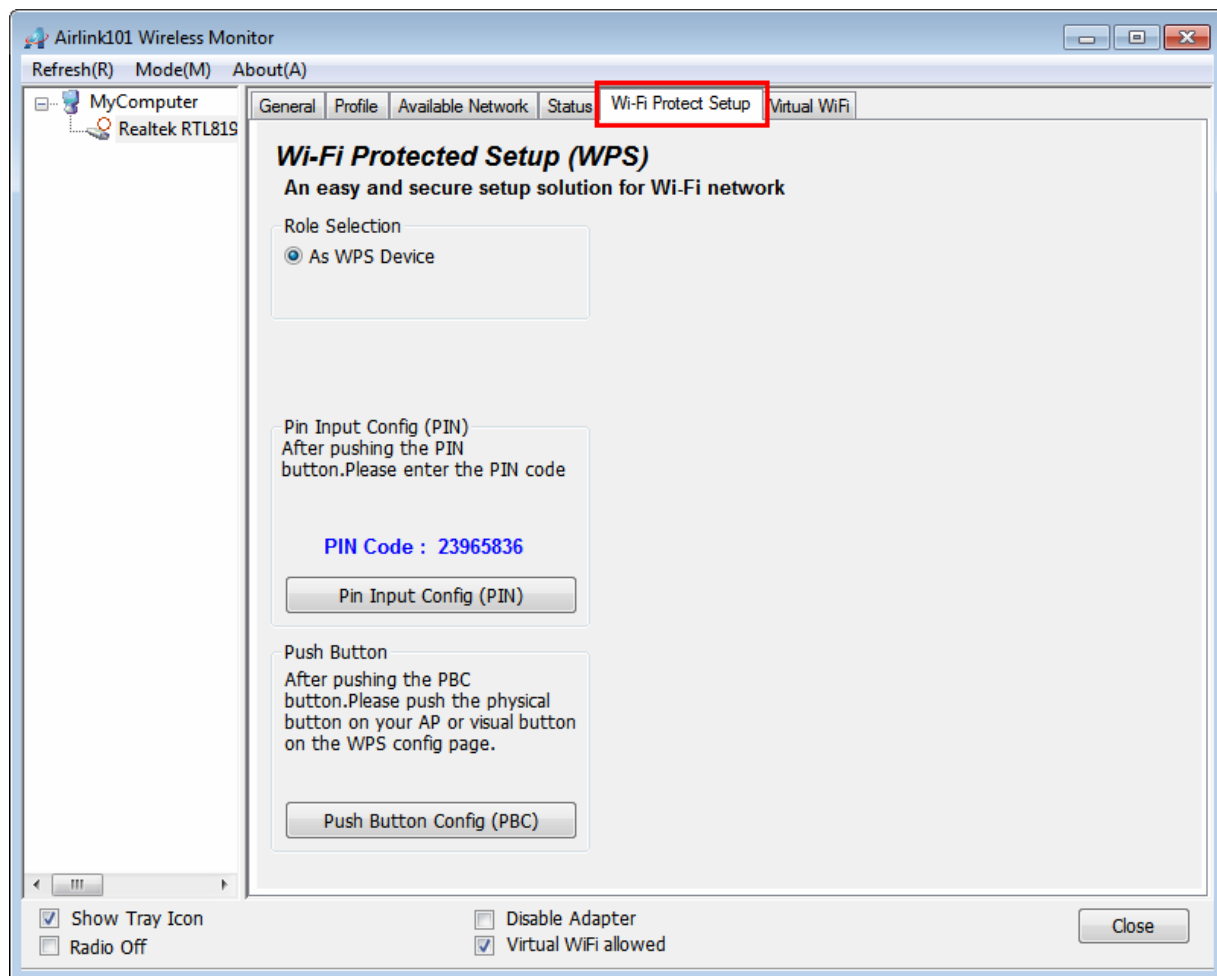 Airlink101 Wireless Monitor
Refresh(R) Mode(M) About(A)
MyComputer
Realtek RTL819
General Profile Available Network Status Wi-Fi Protect Setup Virtual WiFi
Wi-Fi Protected Setup (WPS)
An easy and secure setup solution for Wi-Fi network
Role Selection
As WPS Device
Pin Input Config (PIN)
After pushing the PIN
button.Please enter the PIN code
PIN Code : 23965836
Pin Input Config (PIN)
Push Button
After pushing the PBC
button.Please push the physical
button on your AP or visual button
on the WPS config page.
Push Button Config (PBC)
Show Tray Icon
Radio Off
Disable Adapter
Virtual WiFi allowed
Close